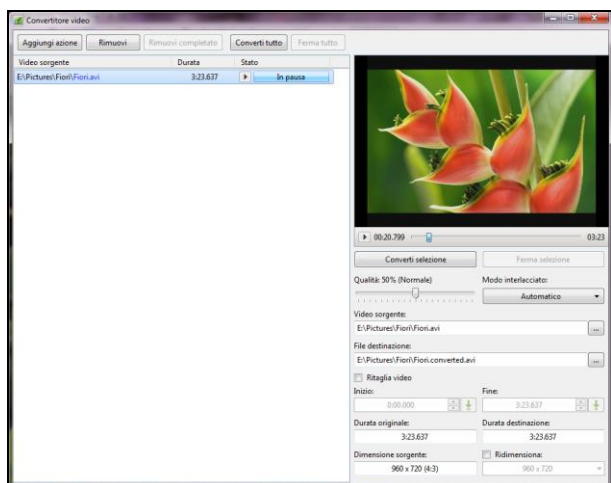 Convertitore video
Aggiungi azione Rimuovi Rimuovi completato Converti tutto Ferma tutto
Video sorgente Durata Stato
E:\Pictures\Fiori\Fiori.avi 3:23.637 In pausa
00:20.799 03:23
Converti selezione Ferma selezione
Qualità: 50% (Normale) Modo interlacciato:
Automatico
Video sorgente:
E:\Pictures\Fiori\Fiori.avi ...
File destinazione:
E:\Pictures\Fiori\Fiori.converted.avi ...
Ritaglia video
Inizio: Fine:
0:00.000 3:23.637
Durata originale: Durata destinazione:
3:23.637 3:23.637
Dimensione sorgente: Ridimensiona:
960 x 720 (4:3) 960 x 720